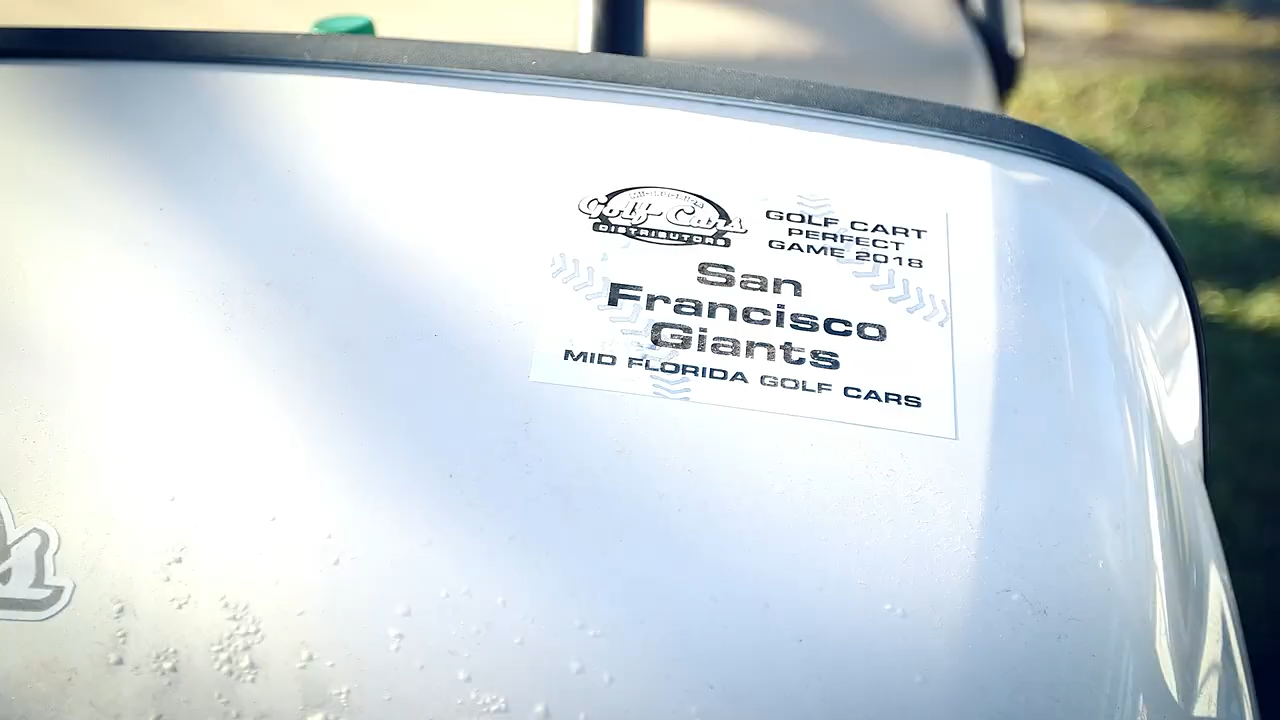 Golf Cars
DISTRIBUTORS
GOLF CART
PERFECT
GAME 2018
San
Francisco
Giants
MID FLORIDA GOLF CARS